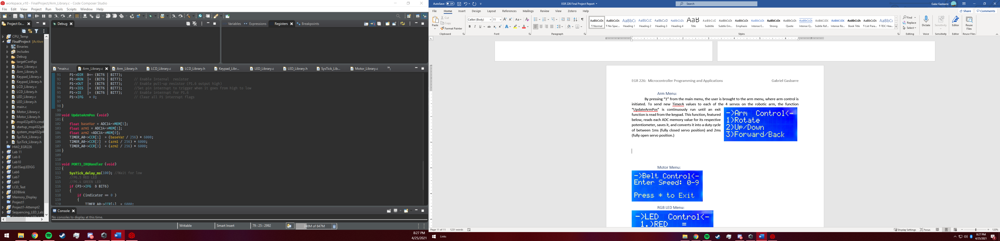 workspace_v10 - FinalProject/Arm_Library.c - Code Composer Studio
File Edit View Project Run Tools Scripts Window Help
Project Ex...
CPU_Temp
FinalProject [Active
Binaries
Includes
Debug
targetConfigs
Arm_Library.c
Arm_Library.h
Keypad_Library.c
Keypad_Library.h
LCD_Library.c
LCD_Library.h
LED_Library.c
LED_Library.h
main.c
Motor_Library.c
Motor_Library.h
msp432p401r.cmd
startup_msp432p4
system_msp432p4
SysTick_Library.c
SysTick_Library.h
HW2_EGR226
Lab 11
Lab 8
Lab10
Lab5SeqLEDGG
Lab6
Lab7
Lab9
LCD_Test
LEDBlink
Memory_Display
Project1
Project1-Attempt2
Sequencing_LED_Lab
Debug
Variables Expressions Registers Breakpoints
*main.c Arm_Library.c Arm_Library.h LCD_Library.c LCD_Library.h Keypad_Libr... LED_Library.c LED_Library.h SysTick_Lib... Motor_Library.c
91 P1->DIR &=~ (BIT6 | BIT7);
92 P1->REN |= (BIT6 | BIT7); // Enable Internal resistor
93 P1->OUT |= (BIT6 | BIT7); // Enable pull-up resistor (P1.6 output high)
94 P1->IES |= (BIT6 | BIT7); //Set pin interrupt to trigger when it goes from high to low
95 P1->IE |= (BIT6 | BIT7); // Enable interrupt for P1.6
96 P1->IFG = 0; // Clear all P1 interrupt flags
97
98 }
99
100 void UpdateArmPos (void)
101 {
102 float baseVar = ADC14->MEM[5];
103 float arm1 = ADC14->MEM[1];
104 float arm2 =ADC14->MEM[0];
105 TIMER_A0->CCR[1] = (baseVar / 256) * 6000;
106 TIMER_A0->CCR[2] = (arm1 / 256) * 6000;
107 TIMER_A0->CCR[3] = (arm2 / 256) * 6000;
108 }
109
110
111 void PORT3_IRQHandler (void)
112 {
113 SysTick_delay_ms(100); //Wait for low
114 //P6.5 RED LED
115 //P6.4 GREEN LED
116 if (P3->IFG & BIT6)
117 {
118 if (indicator == 0 )
119 {
120 TIMER_A0->CCR[4] = 6000;
Console
No consoles to display at this time.
Writable Smart Insert 79 : 25 : 2992 248M of 847M
8:27 PM
4/25/2021
AutoSave Off EGR 226 Final Project Report Search Gabe Gasbarre
File Home Insert Design Layout References Mailings Review View Zotero Help Share Comments
Paste
Cut
Copy
Format Painter
Clipboard
Calibri (Body) 11
Font
Paragraph
Normal No Spac... Heading 1 Heading 2 Heading 3 Heading 4 Title Subtitle Subtle Em... Emphasis Intense E... Strong Quote Intense Q... Subtle Ref... Intense Re... Book Title List Para... TOC Hea...
Styles
Find
Replace
Select
Editing
Dictate
Voice
Sensitivity
Sensitivity
Editor
Editor
Reuse Files
Reuse Files
EGR 226: Microcontroller Programming and Applications Gabriel Gasbarre
Arm Menu:
By pressing “1” from the main menu, the user is brought to the arm menu, where arm control is
initiated. To send new TimerA values to each of the 4 servos on the robotic arm, the function
“UpdateArmPos” is continuously run until an exit
function is read from the keypad. This function, featured
below, reads each ADC memory value for its respective
potentiometer, saves it, and converts it into a duty cycle
of between 1ms (fully closed servo position) and 2ms
(fully open servo position.)
->Arm Control<-
1)Rotate
2)Up/Down
3)Forward/Back
Motor Menu:
->Belt Control<-
Enter Speed: 0-9
Press * to Exit
RGB LED Menu:
->LED Control<-
1.)RED =
Page 11 of 11 1231 words
Display Settings Focus 120%
Links
8:27 PM
4/25/2021